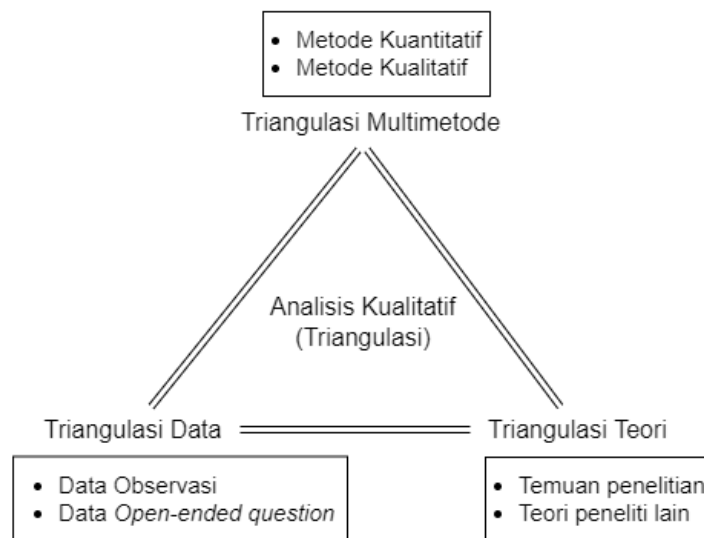 • Metode Kuantitatif
• Metode Kualitatif
Triangulasi Multimetode
Analisis Kualitatif
(Triangulasi)
Triangulasi Data
• Data Observasi
• Data Open-ended question
Triangulasi Teori
• Temuan penelitian
• Teori peneliti lain